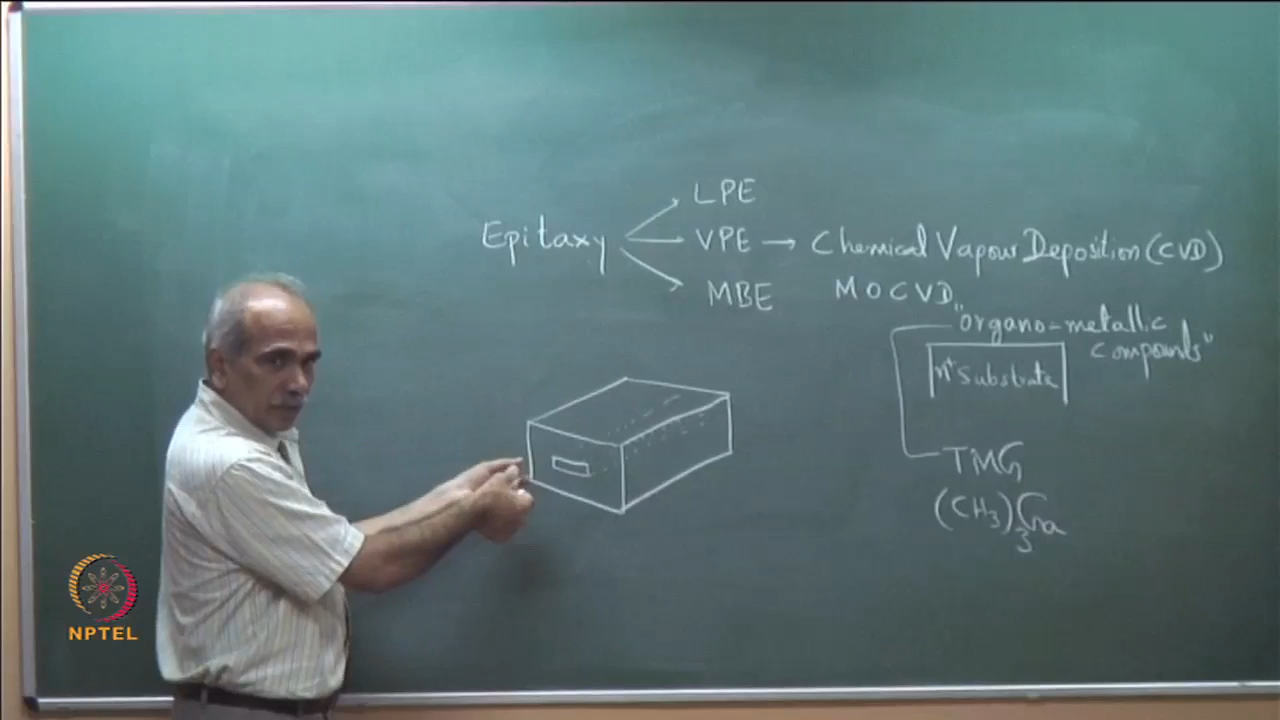 LPE
Epitaxy VPE → Chemical Vapour Deposition (CVD)
MBE MOCVD
"organo-metallic
compounds"
n+ Substrate
TMG
(CH3)3Ga
NPTEL